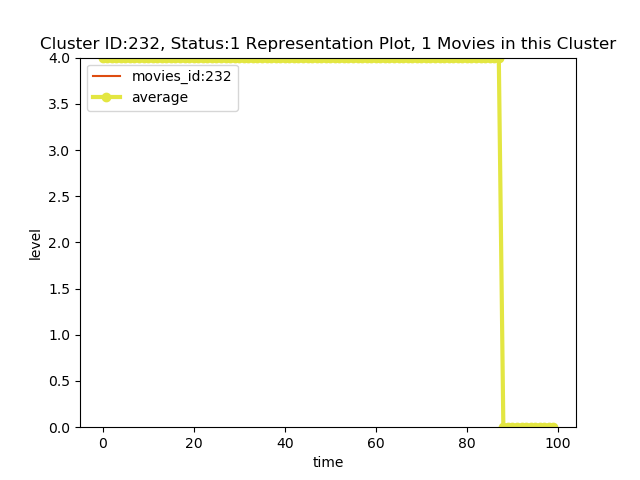 Cluster ID:232, Status:1 Representation Plot, 1 Movies in this Cluster
movies_id:232
average
4.0
3.5
3.0
2.5
2.0
1.5
1.0
0.5
0.0
level
0 20 40 60 80 100
time